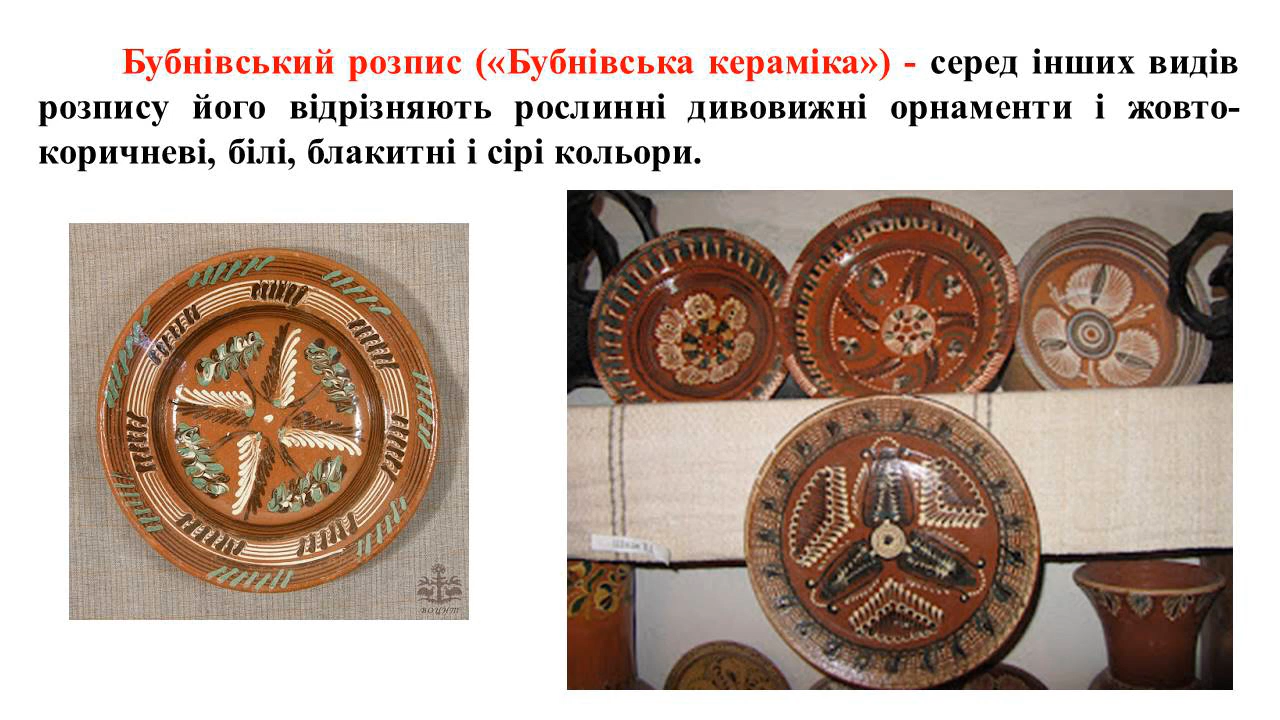 Бубнівський розпис («Бубнівська кераміка») - серед інших видів
розпису його відрізняють рослинні дивовижні орнаменти і жовто-
коричневі, білі, блакитні і сірі кольори.
ВОЦНТ